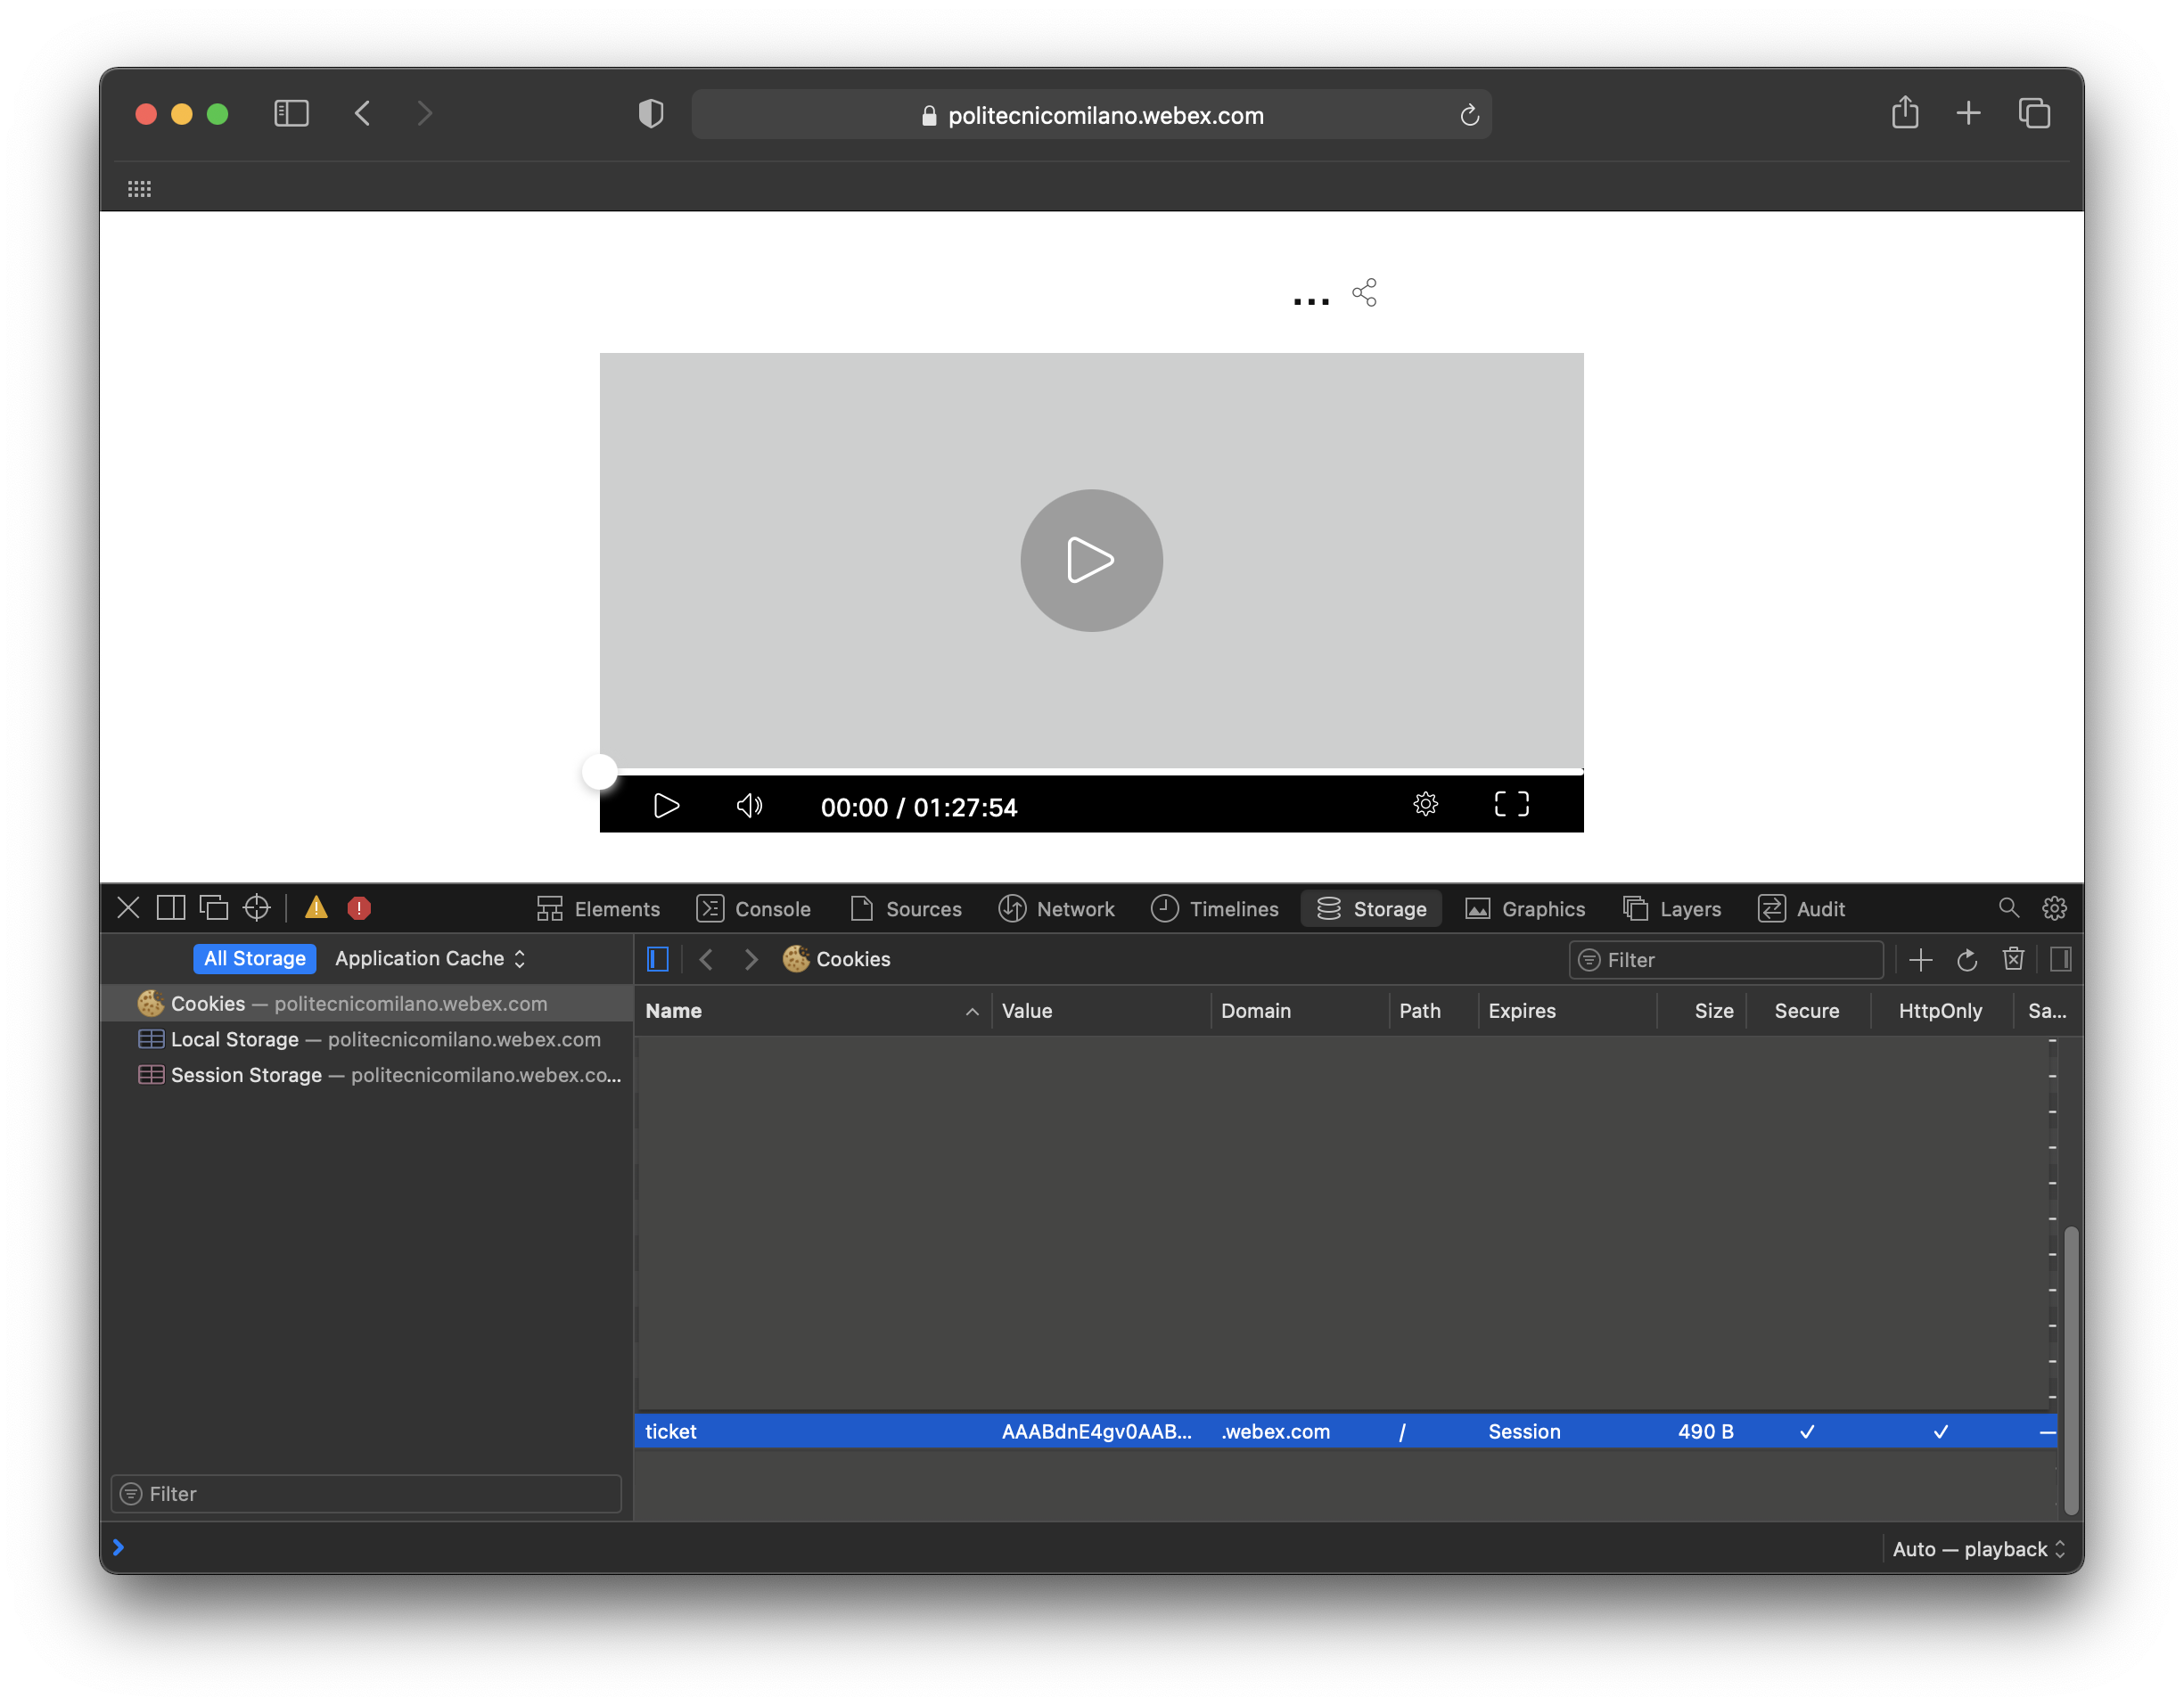 politecnicomilano.webex.com
...
00:00 / 01:27:54
Elements Console Sources Network Timelines Storage Graphics Layers Audit
All Storage Application Cache
Cookies
Filter
Cookies — politecnicomilano.webex.com
Local Storage — politecnicomilano.webex.com
Session Storage — politecnicomilano.webex.co...
Name Value Domain Path Expires Size Secure HttpOnly Sa...
ticket AAABdnE4gv0AAB... .webex.com / Session 490 B ✓ ✓ —
Filter
Auto — playback